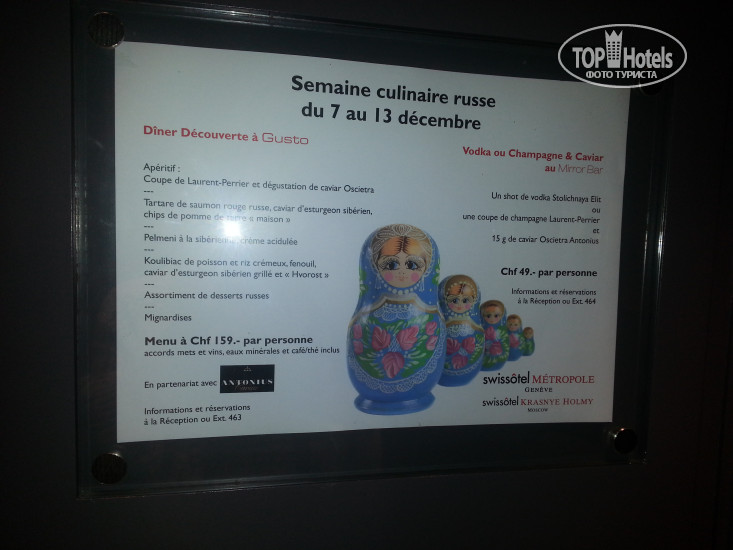 TOP Hotels
ФОТО ТУРИСТА
Semaine culinaire russe
du 7 au 13 décembre
Dîner Découverte à Gusto
Apéritif :
Coupe de Laurent-Perrier et dégustation de caviar Oscietra
---
Tartare de saumon rouge russe, caviar d'esturgeon sibérien,
chips de pomme de terre « maison »
---
Pelmeni à la sibérienne, crème acidulée
---
Koulibiac de poisson et riz crémeux, fenouil,
caviar d'esturgeon sibérien grillé et « Hvorost »
---
Assortiment de desserts russes
---
Mignardises
Menu à Chf 159.- par personne
accords mets et vins, eaux minérales et café/thé inclus
En partenariat avec ANTONIUS
Informations et réservations
à la Réception ou Ext. 463
Vodka ou Champagne & Caviar
au Mirror Bar
Un shot de vodka Stolichnaya Elit
ou
une coupe de champagne Laurent-Perrier
et
15 g de caviar Oscietra Antonius
Chf 49.- par personne
Informations et réservations
à la Réception ou Ext. 464
swissôtel MÉTROPOLE
GENÈVE
swissôtel KRASNYE HOLMY
MOSCOW